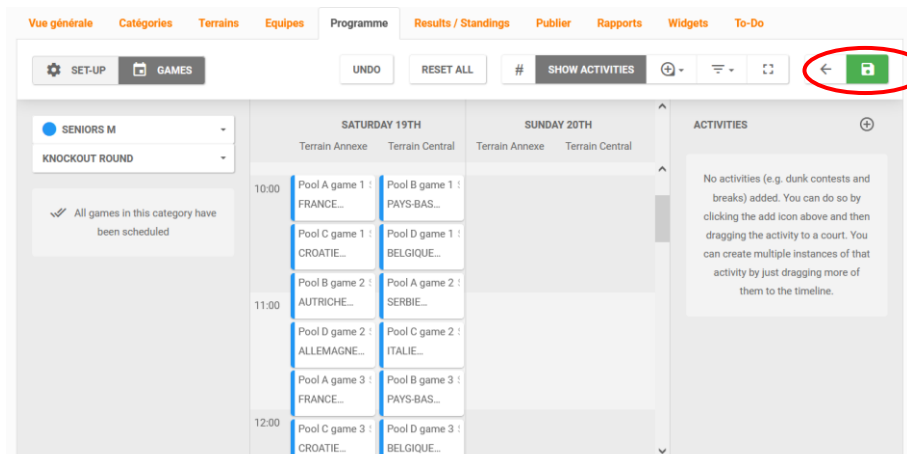 Vue générale Catégories Terrains Equipes Programme Results / Standings Publier Rapports Widgets To-Do
SET-UP GAMES UNDO RESET ALL # SHOW ACTIVITIES
SENIORS M
KNOCKOUT ROUND
All games in this category have
been scheduled
SATURDAY 19TH SUNDAY 20TH
Terrain Annexe Terrain Central Terrain Annexe Terrain Central
10:00
Pool A game 1 Pool B game 1
FRANCE... PAYS-BAS...
Pool C game 1 Pool D game 1
CROATIE... BELGIQUE...
Pool B game 2 Pool A game 2
11:00
AUTRICHE... SERBIE...
Pool D game 2 Pool C game 2
ALLEMAGNE... ITALIE...
Pool A game 3 Pool B game 3
FRANCE... PAYS-BAS...
12:00
Pool C game 3 Pool D game 3
CROATIE... BELGIQUE...
ACTIVITIES
No activities (e.g. dunk contests and
breaks) added. You can do so by
clicking the add icon above and then
dragging the activity to a court. You
can create multiple instances of that
activity by just dragging more of
them to the timeline.